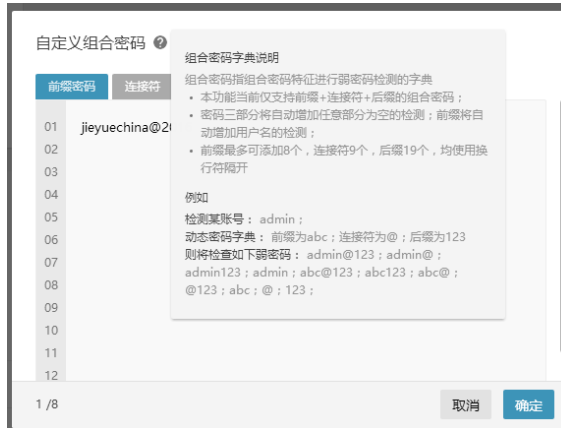 自定义组合密码 ?
前缀密码 连接符
组合密码字典说明
组合密码指组合密码特征进行弱密码检测的字典
• 本功能当前仅支持前缀+连接符+后缀的组合密码；
• 密码三部分将自动增加任意部分为空的检测；前缀将自
动增加用户名的检测；
• 前缀最多可添加8个，连接符9个，后缀19个，均使用换
行符隔开
例如
检测某账号： admin；
动态密码字典： 前缀为abc；连接符为@；后缀为123
则将检查如下弱密码： admin@123；admin@；
admin123；admin；abc@123；abc123；abc@；
@123；abc；@；123；
01 jieyuechina@20
02
03
04
05
06
07
08
09
10
11
12
1 /8
取消 确定